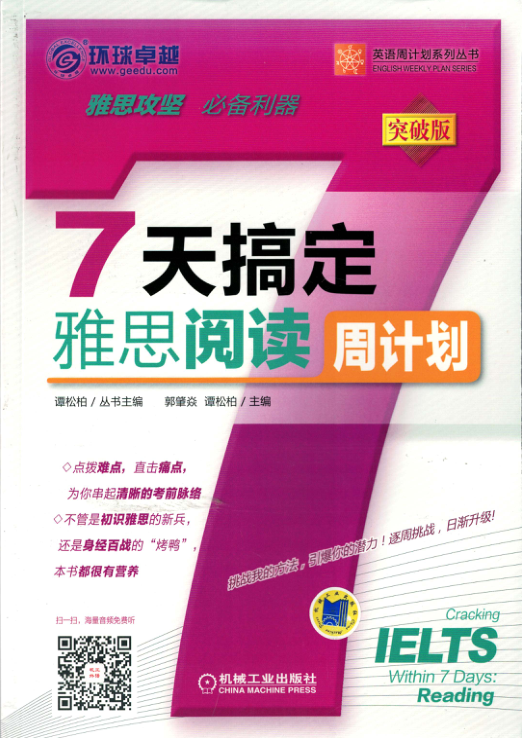 环球卓越
www.geedu.com
英语周计划系列丛书
ENGLISH WEEKLY PLAN SERIES
雅思攻坚 必备利器
突破版
7天搞定
雅思阅读 周计划
谭松柏 / 丛书主编 郭肇焱 谭松柏 / 主编
◇点拨难点，直击痛点，
为你串起清晰的考前脉络
◇不管是初识雅思的新兵，
还是身经百战的“烤鸭”，
本书都很有营养
挑战我的方法，引爆你的潜力！逐周挑战，日渐升级!
扫一扫，海量音频免费听
机械工业出版社
CHINA MACHINE PRESS
Cracking
IELTS
Within 7 Days:
Reading